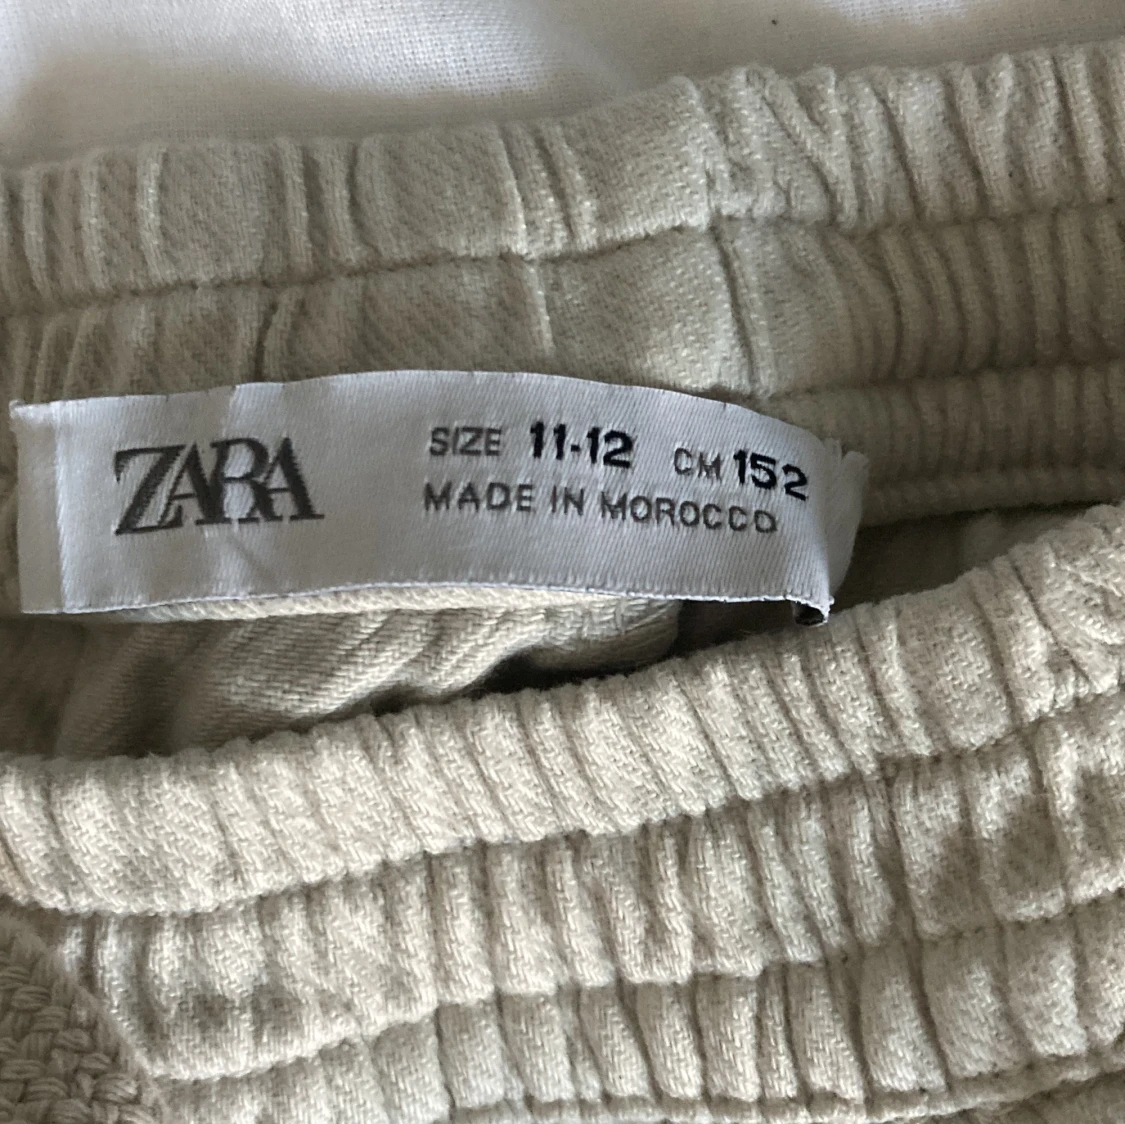 ZARA
SIZE 11-12 CM 152
MADE IN MOROCCO